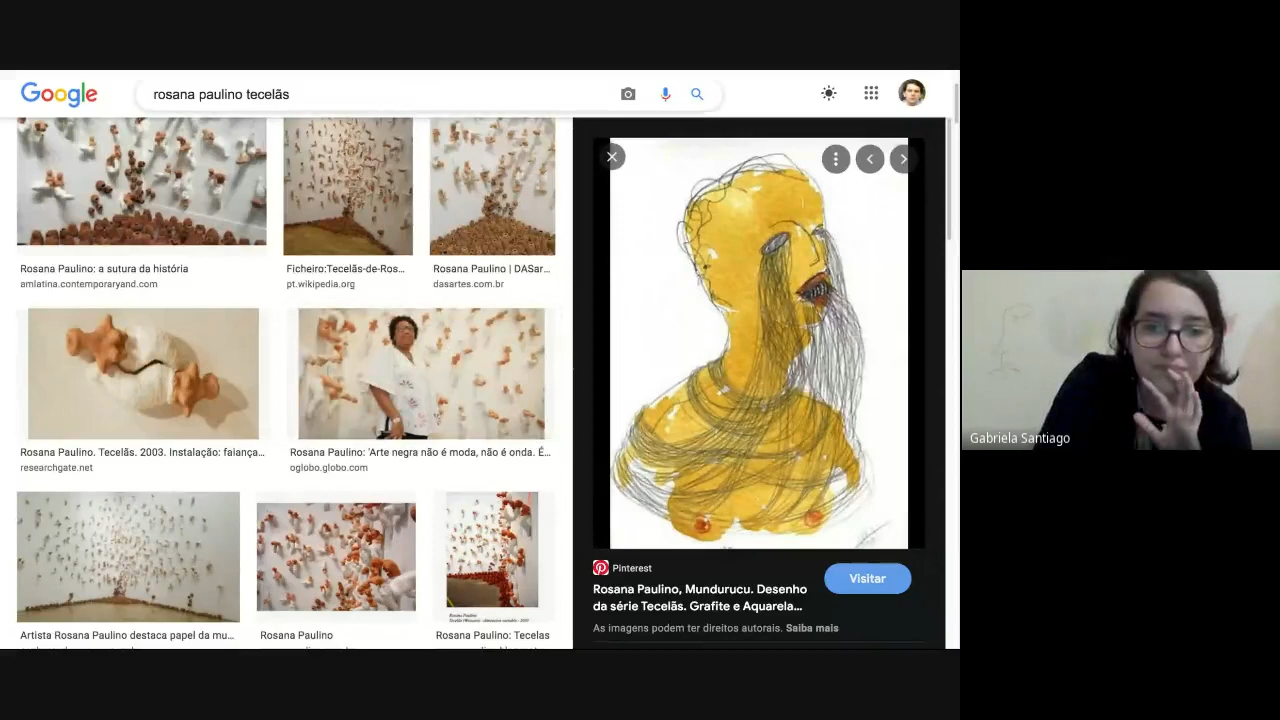 Google
rosana paulino tecelãs
Rosana Paulino: a sutura da história
amlatina.contemporaryand.com
Ficheiro:Tecelãs-de-Ros...
pt.wikipedia.org
Rosana Paulino | DASar...
dasartes.com.br
Rosana Paulino. Tecelãs. 2003. Instalação: faiança...
researchgate.net
Rosana Paulino: 'Arte negra não é moda, não é onda. É...
oglobo.globo.com
Artista Rosana Paulino destaca papel da mu...
Rosana Paulino
Rosana Paulino: Tecelas
Pinterest
Rosana Paulino, Mundurucu. Desenho
da série Tecelãs. Grafite e Aquarela...
Visitar
As imagens podem ter direitos autorais. Saiba mais
Gabriela Santiago